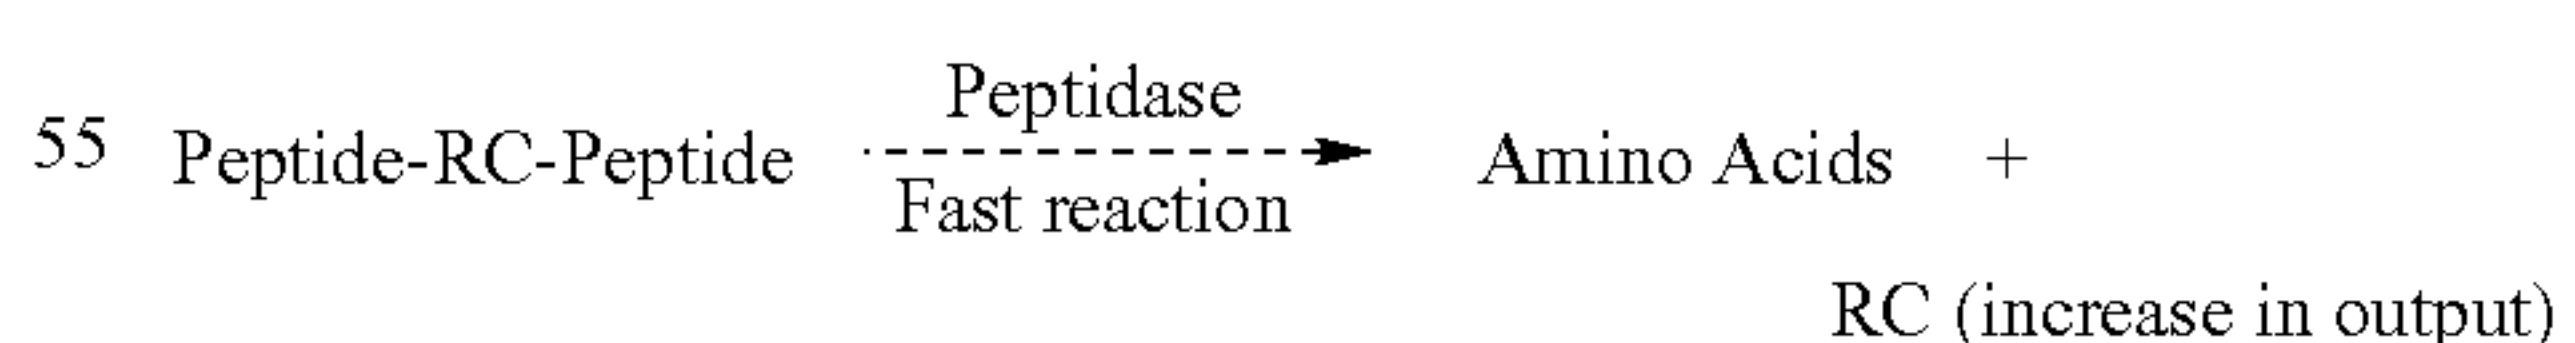 Peptidase
55 Peptide-RC-Peptide Amino Acids +
Fast reaction
RC (increase in output)